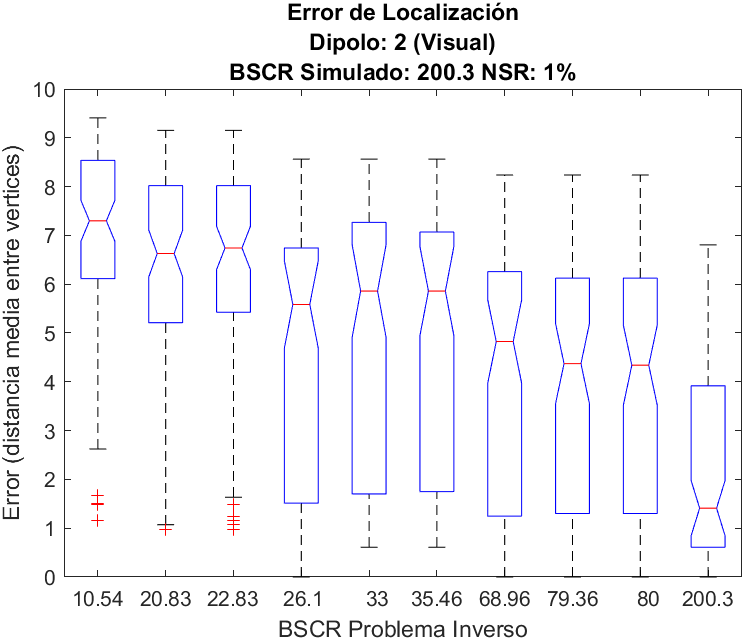 Error de Localización
Dipolo: 2 (Visual)
BSCR Simulado: 200.3 NSR: 1%
Error (distancia media entre vertices)
10
9
8
7
6
5
4
3
2
1
0
10.54 20.83 22.83 26.1 33 35.46 68.96 79.36 80 200.3
BSCR Problema Inverso